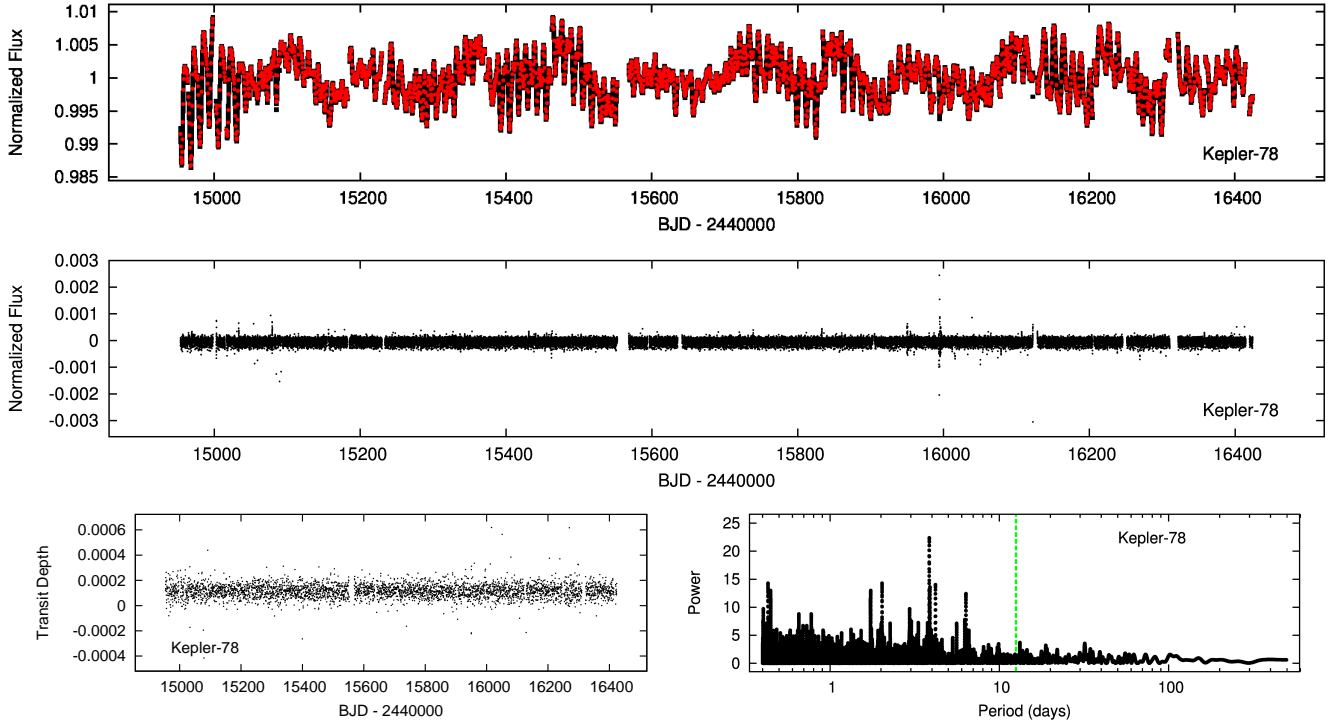 1.01
1.005
1
0.995
0.99
0.985
Normalized Flux
Kepler-78
15000 15200 15400 15600 15800 16000 16200 16400
BJD - 2440000
0.003
0.002
0.001
0
-0.001
-0.002
-0.003
Normalized Flux
Kepler-78
15000 15200 15400 15600 15800 16000 16200 16400
BJD - 2440000
0.0006
0.0004
0.0002
0
-0.0002
-0.0004
Transit Depth
Kepler-78
15000 15200 15400 15600 15800 16000 16200 16400
BJD - 2440000
25
20
15
10
5
0
Power
Kepler-78
1 10 100
Period (days)